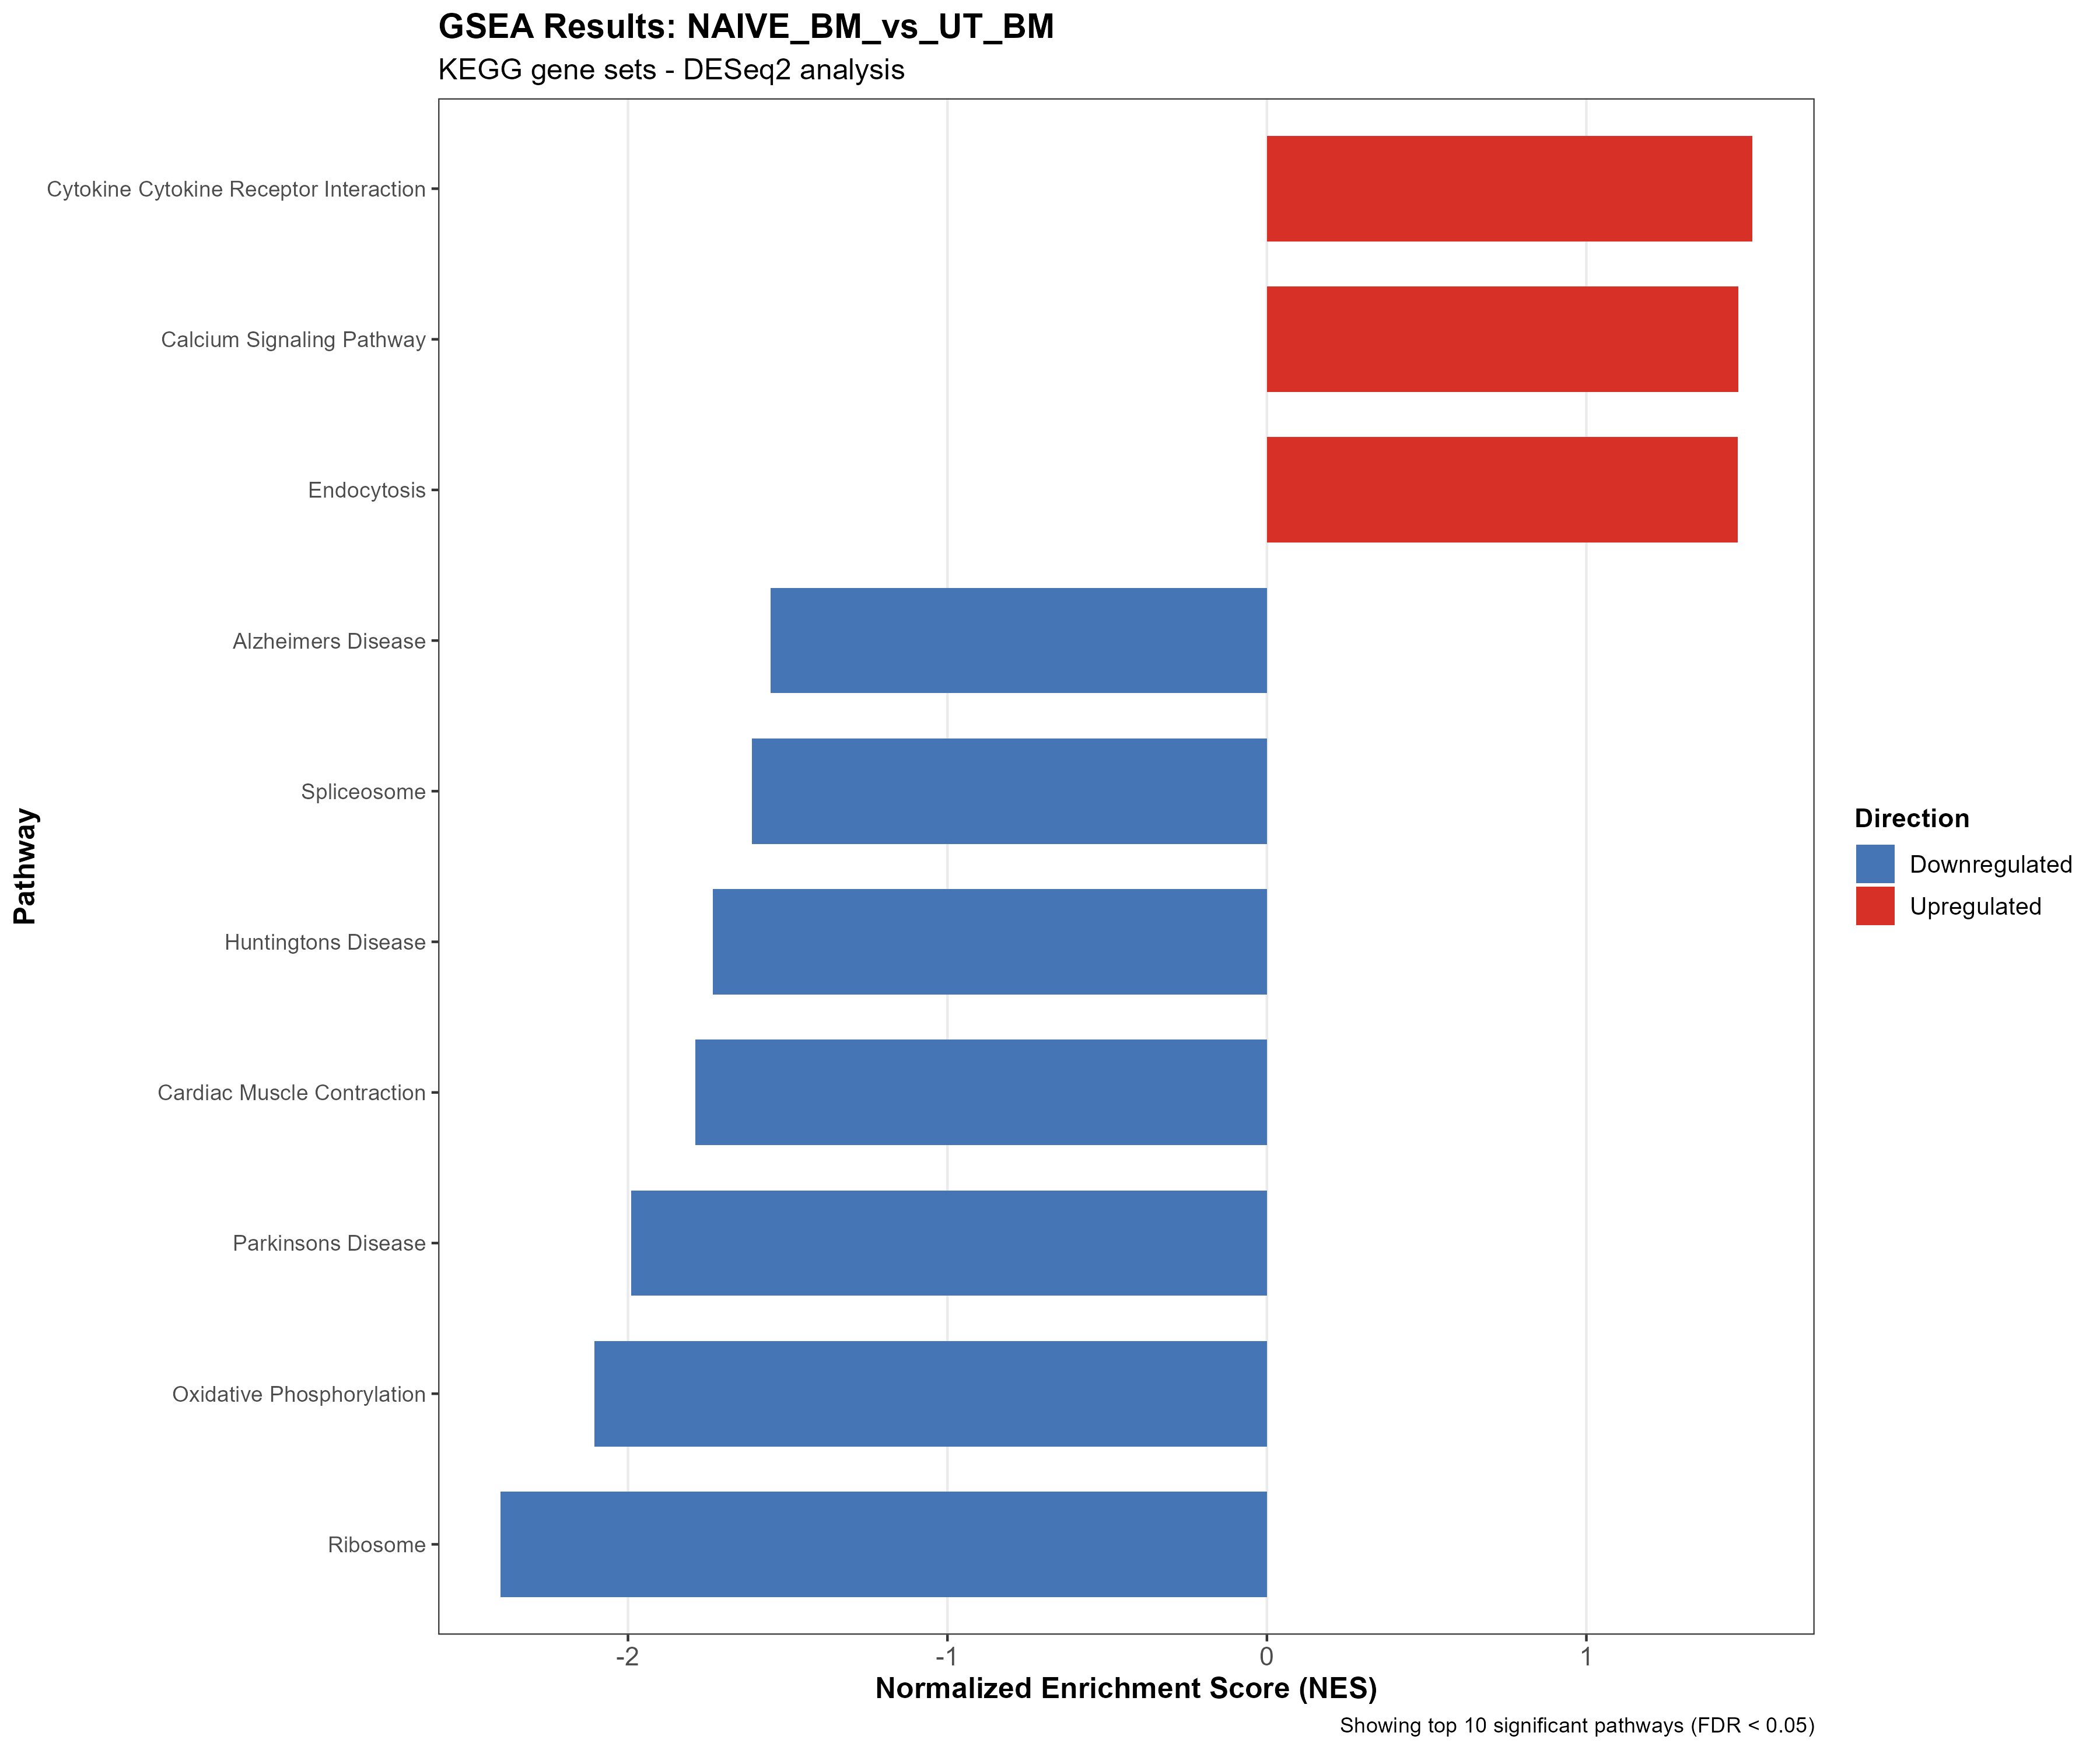 GSEA Results: NAIVE_BM_vs_UT_BM
KEGG gene sets - DESeq2 analysis
Pathway
Cytokine Cytokine Receptor Interaction
Calcium Signaling Pathway
Endocytosis
Alzheimers Disease
Spliceosome
Huntingtons Disease
Cardiac Muscle Contraction
Parkinsons Disease
Oxidative Phosphorylation
Ribosome
-2 -1 0 1
Normalized Enrichment Score (NES)
Direction
Downregulated
Upregulated
Showing top 10 significant pathways (FDR < 0.05)